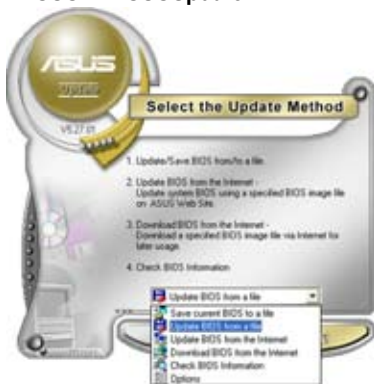 ASUS
Update
V5.27.01
Select the Update Method
1. Update/Save BIOS from/to a file.
2. Update BIOS from the Internet -
Update system BIOS using a specified BIOS image file
on ASUS Web Site.
3. Download BIOS from the Internet -
Download a specified BIOS image file via Internet for
later usage.
4. Check BIOS Information
Update BIOS from a file
Save current BIOS to a file
Update BIOS from a file
Update BIOS from the Internet
Download BIOS from the Internet
Check BIOS Information
Options